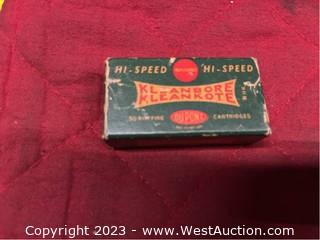 HI-SPEED HI-SPEED
KLEANBORE
KLEANKOTE
50 RIM FIRE DU PONT CARTRIDGES
Copyright 2023 - www.WestAuction.com